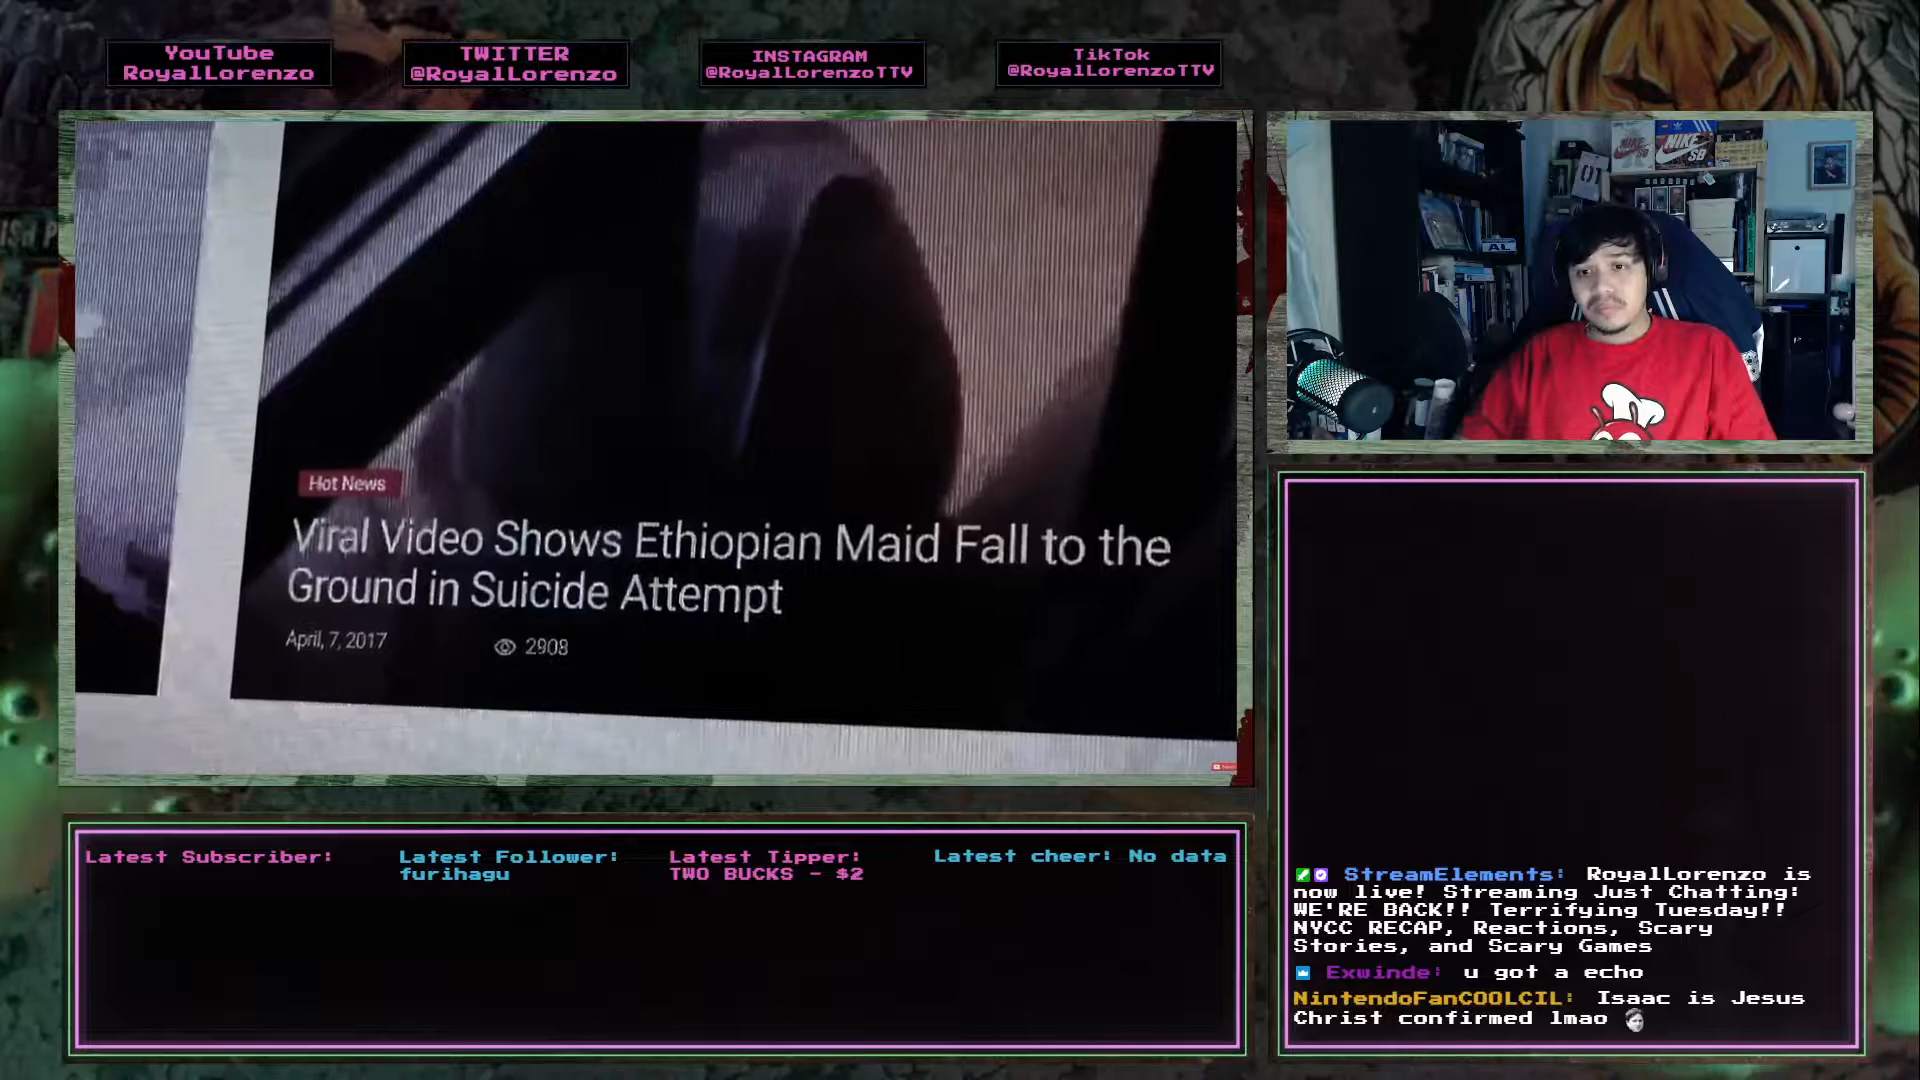 YouTube
RoyalLorenzo
TWITTER
@RoyalLorenzo
INSTAGRAM
@RoyalLorenzoTTV
TikTok
@RoyalLorenzoTTV
NIKE SB
AL
Hot News
Viral Video Shows Ethiopian Maid Fall to the
Ground in Suicide Attempt
April, 7, 2017
2908
Latest Subscriber:
Latest Follower:
furihagu
Latest Tipper:
TWO BUCKS - $2
Latest cheer: No data
StreamElements: RoyalLorenzo is
now live! Streaming Just Chatting:
WE'RE BACK!! Terrifying Tuesday!!
NYCC RECAP, Reactions, Scary
Stories, and Scary Games
Exwinde: u got a echo
NintendoFanCOOLCIL: Isaac is Jesus
Christ confirmed lmao